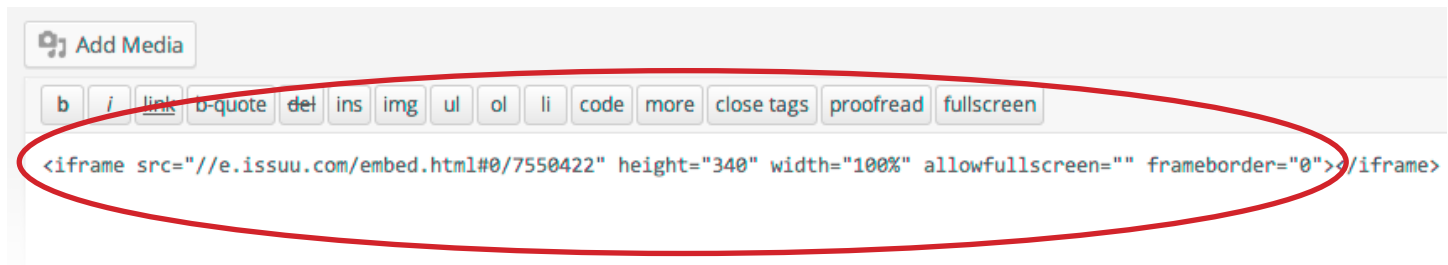 Add Media
b i link b-quote del ins img ul ol li code more close tags proofread fullscreen
<iframe src="//e.issuu.com/embed.html#0/7550422" height="340" width="100%" allowfullscreen="" frameborder="0"></iframe>